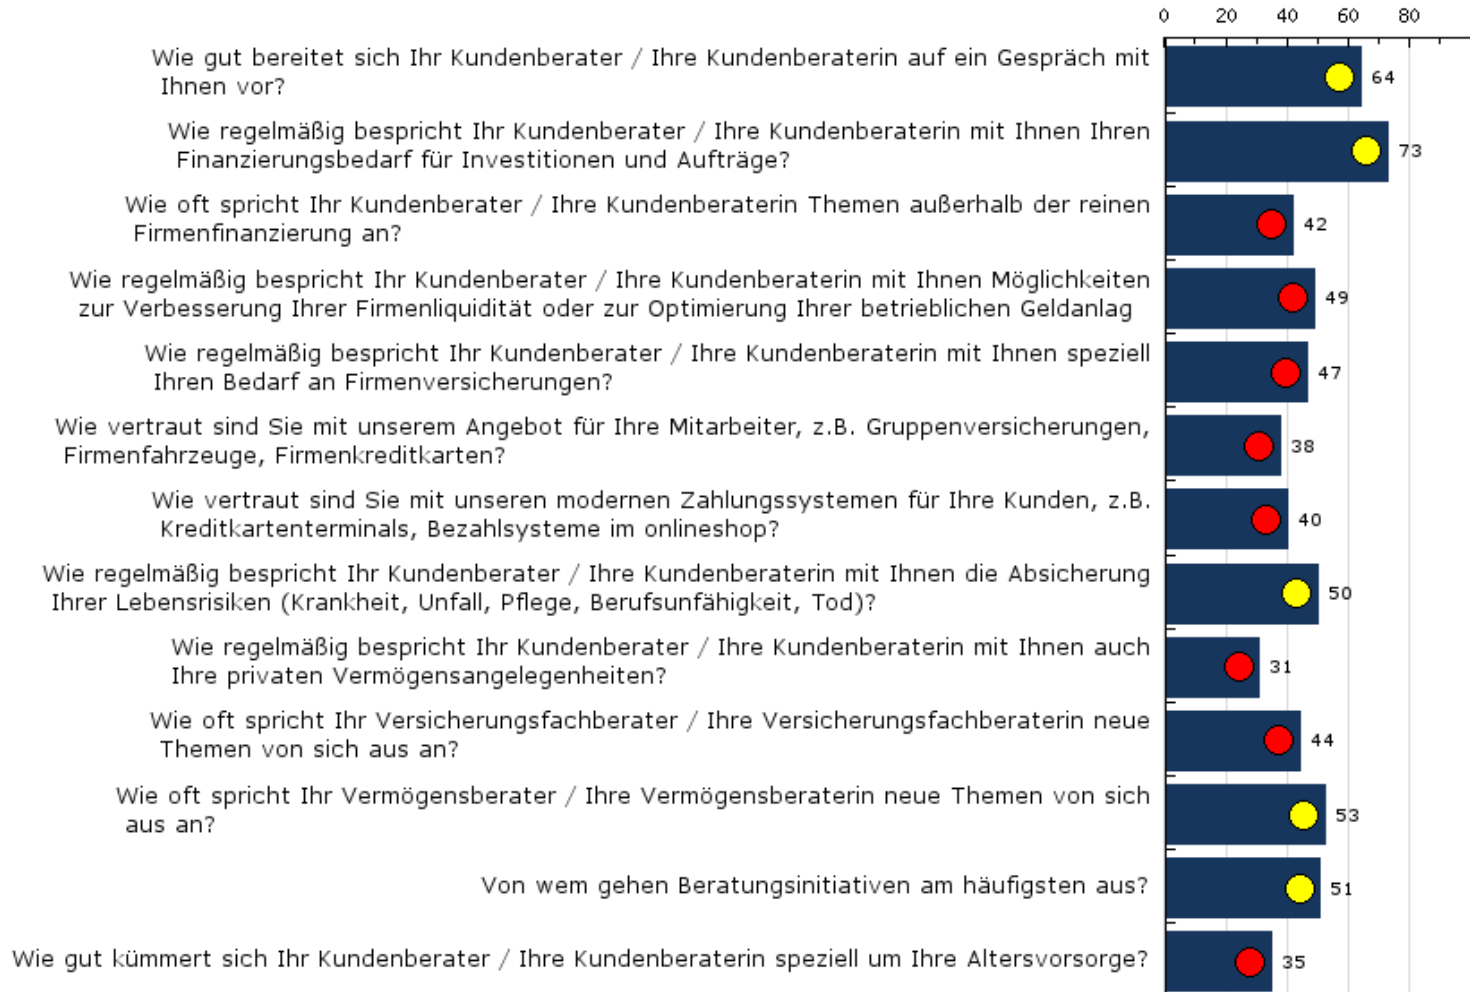 0 20 40 60 80
Wie gut bereitet sich Ihr Kundenberater / Ihre Kundenberaterin auf ein Gespräch mit
Ihnen vor?
64
Wie regelmäßig bespricht Ihr Kundenberater / Ihre Kundenberaterin mit Ihnen Ihren
Finanzierungsbedarf für Investitionen und Aufträge?
73
Wie oft spricht Ihr Kundenberater / Ihre Kundenberaterin Themen außerhalb der reinen
Firmenfinanzierung an?
42
Wie regelmäßig bespricht Ihr Kundenberater / Ihre Kundenberaterin mit Ihnen Möglichkeiten
zur Verbesserung Ihrer Firmenliquidität oder zur Optimierung Ihrer betrieblichen Geldanlag
49
Wie regelmäßig bespricht Ihr Kundenberater / Ihre Kundenberaterin mit Ihnen speziell
Ihren Bedarf an Firmenversicherungen?
47
Wie vertraut sind Sie mit unserem Angebot für Ihre Mitarbeiter, z.B. Gruppenversicherungen,
Firmenfahrzeuge, Firmenkreditkarten?
38
Wie vertraut sind Sie mit unseren modernen Zahlungssystemen für Ihre Kunden, z.B.
Kreditkartenterminals, Bezahlsysteme im onlineshop?
40
Wie regelmäßig bespricht Ihr Kundenberater / Ihre Kundenberaterin mit Ihnen die Absicherung
Ihrer Lebensrisiken (Krankheit, Unfall, Pflege, Berufsunfähigkeit, Tod)?
50
Wie regelmäßig bespricht Ihr Kundenberater / Ihre Kundenberaterin mit Ihnen auch
Ihre privaten Vermögensangelegenheiten?
31
Wie oft spricht Ihr Versicherungsfachberater / Ihre Versicherungsfachberaterin neue
Themen von sich aus an?
44
Wie oft spricht Ihr Vermögensberater / Ihre Vermögensberaterin neue Themen von sich
aus an?
53
Von wem gehen Beratungsinitiativen am häufigsten aus?
51
Wie gut kümmert sich Ihr Kundenberater / Ihre Kundenberaterin speziell um Ihre Altersvorsorge?
35